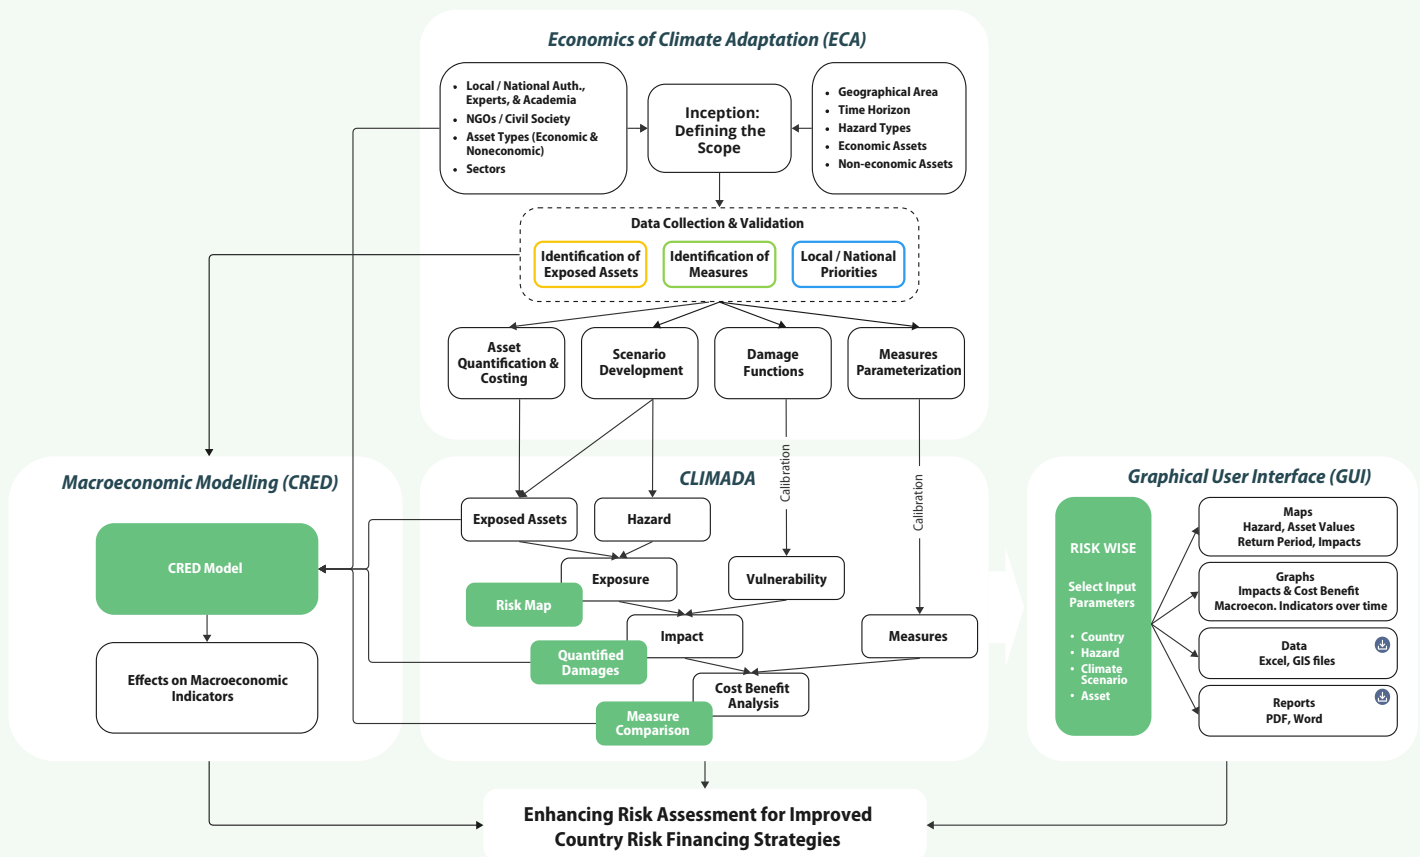 Economics of Climate Adaptation (ECA)
• Local / National Auth.,
Experts, & Academia
• NGOs / Civil Society
• Asset Types (Economic &
Noneconomic)
• Sectors
Inception:
Defining the
Scope
• Geographical Area
• Time Horizon
• Hazard Types
• Economic Assets
• Non-economic Assets
Data Collection & Validation
Identification of
Exposed Assets
Identification of
Measures
Local / National
Priorities
Asset
Quantification &
Costing
Scenario
Development
Damage
Functions
Measures
Parameterization
Calibration
Calibration
Macroeconomic Modelling (CRED)
CRED Model
Effects on Macroeconomic
Indicators
CLIMADA
Exposed Assets
Hazard
Exposure
Vulnerability
Risk Map
Impact
Measures
Quantified
Damages
Cost Benefit
Analysis
Measure
Comparison
Graphical User Interface (GUI)
RISK WISE
Select Input
Parameters
• Country
• Hazard
• Climate
Scenario
• Asset
Maps
Hazard, Asset Values
Return Period, Impacts
Graphs
Impacts & Cost Benefit
Macroecon. Indicators over time
Data
Excel, GIS files
Reports
PDF, Word
Enhancing Risk Assessment for Improved
Country Risk Financing Strategies